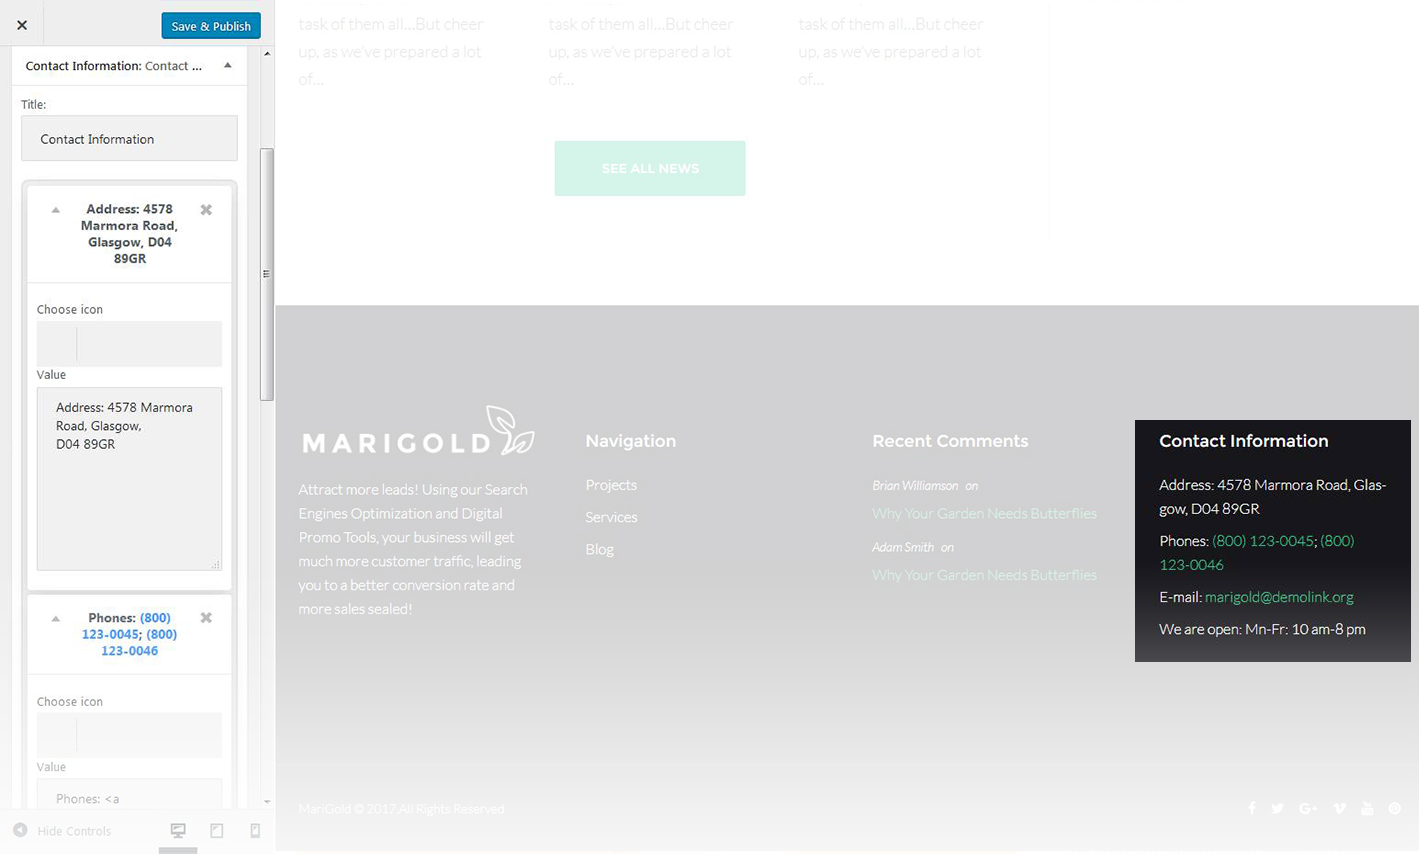 Save & Publish
Contact Information: Contact ...
Title:
Contact Information
Address: 4578
Marmora Road,
Glasgow, D04
89GR
Choose icon
Value
Address: 4578 Marmora
Road, Glasgow,
D04 89GR
Phones: (800)
123-0045; (800)
123-0046
Choose icon
Value
Phones: <a
Hide Controls
task of them all...But cheer
up, as we've prepared a lot
of...
task of them all...But cheer
up, as we've prepared a lot
of...
task of them all...But cheer
up, as we've prepared a lot
of...
SEE ALL NEWS
MARIGOLD
Attract more leads! Using our Search
Engines Optimization and Digital
Promo Tools, your business will get
much more customer traffic, leading
you to a better conversion rate and
more sales sealed!
Navigation
Projects
Services
Blog
Recent Comments
Brian Williamson on
Why Your Garden Needs Butterflies
Adam Smith on
Why Your Garden Needs Butterflies
Contact Information
Address: 4578 Marmora Road, Glas-
gow, D04 89GR
Phones: (800) 123-0045; (800)
123-0046
E-mail: marigold@demolink.org
We are open: Mn-Fr: 10 am-8 pm
MariGold © 2017 All Rights Reserved